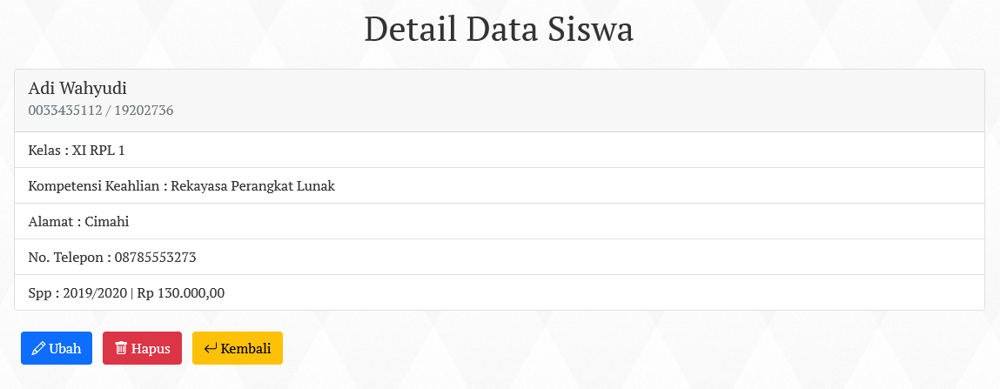 Detail Data Siswa
Adi Wahyudi
0033435112 / 19202736
Kelas : XI RPL 1
Kompetensi Keahlian : Rekayasa Perangkat Lunak
Alamat : Cimahi
No. Telepon : 08785553273
Spp : 2019/2020 | Rp 130.000,00
Ubah Hapus Kembali